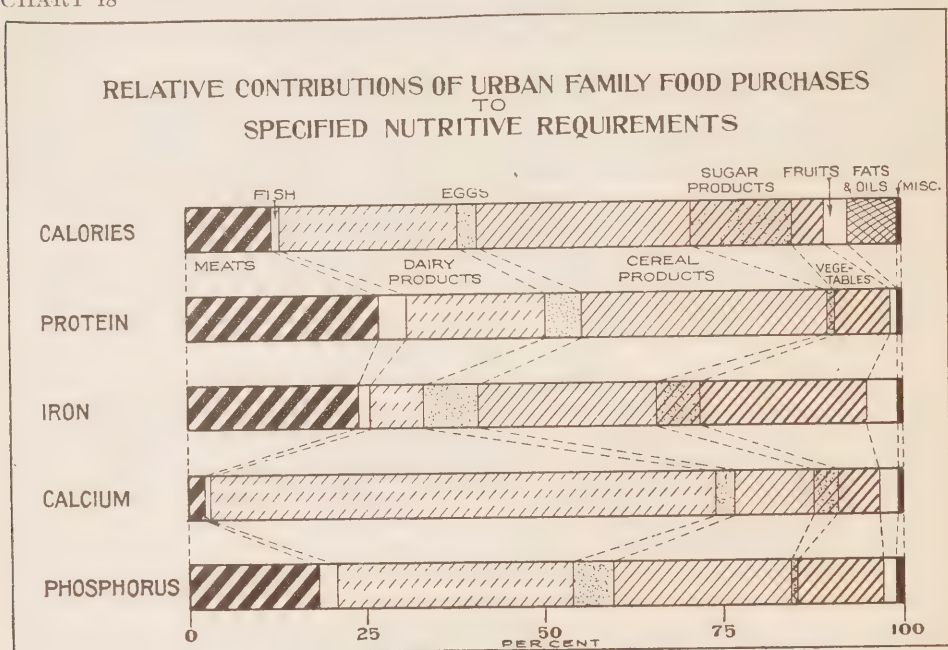 CHART 18
RELATIVE CONTRIBUTIONS OF URBAN FAMILY FOOD PURCHASES
TO
SPECIFIED NUTRITIVE REQUIREMENTS
FISH EGGS SUGAR PRODUCTS FRUITS FATS & OILS MISC.
CALORIES
MEATS DAIRY PRODUCTS CEREAL PRODUCTS VEGE-TABLES
PROTEIN
IRON
CALCIUM
PHOSPHORUS
0 25 50 75 100
PER CENT